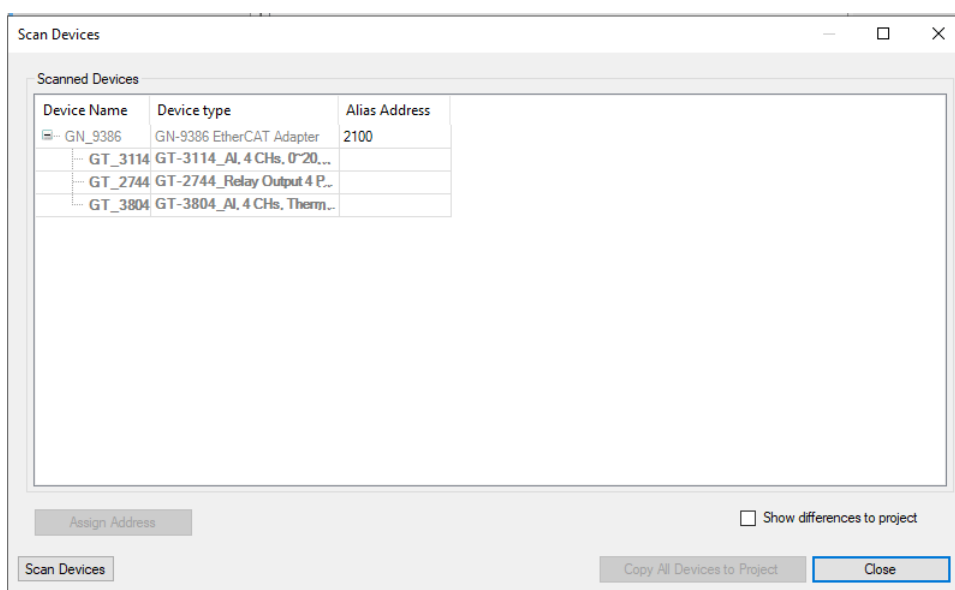 Scan Devices
Scanned Devices
Device Name Device type Alias Address
GN_9386 GN-9386 EtherCAT Adapter 2100
GT_3114 GT-3114_AI, 4 CHs, 0~20,...
GT_2744 GT-2744_Relay Output 4 P...
GT_3804 GT-3804_AI, 4 CHs, Therm...
Assign Address
Show differences to project
Scan Devices Copy All Devices to Project Close